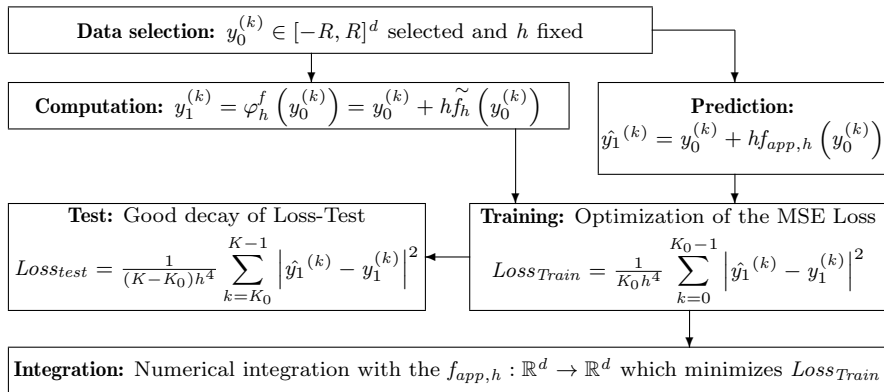 Data selection: $y_0^{(k)} \in [-R, R]^d$ selected and $h$ fixed
Computation: $y_1^{(k)} = \varphi_h^f \left( y_0^{(k)} \right) = y_0^{(k)} + h \widetilde{f_h} \left( y_0^{(k)} \right)$
Prediction:
$\hat{y_1}^{(k)} = y_0^{(k)} + h f_{app,h} \left( y_0^{(k)} \right)$
Test: Good decay of Loss-Test
$Loss_{test} = \frac{1}{(K-K_0)h^4} \sum_{k=K_0}^{K-1} \left| \hat{y_1}^{(k)} - y_1^{(k)} \right|^2$
Training: Optimization of the MSE Loss
$Loss_{Train} = \frac{1}{K_0 h^4} \sum_{k=0}^{K_0-1} \left| \hat{y_1}^{(k)} - y_1^{(k)} \right|^2$
Integration: Numerical integration with the $f_{app,h} : \mathbb{R}^d \to \mathbb{R}^d$ which minimizes $Loss_{Train}$